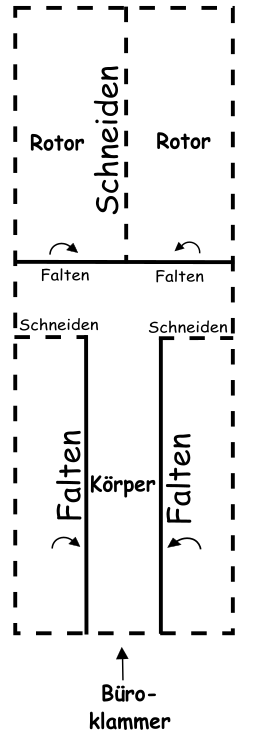 Schneiden
Rotor
Rotor
Falten
Falten
Schneiden
Schneiden
Falten
Körper
Falten
Büro-
klammer